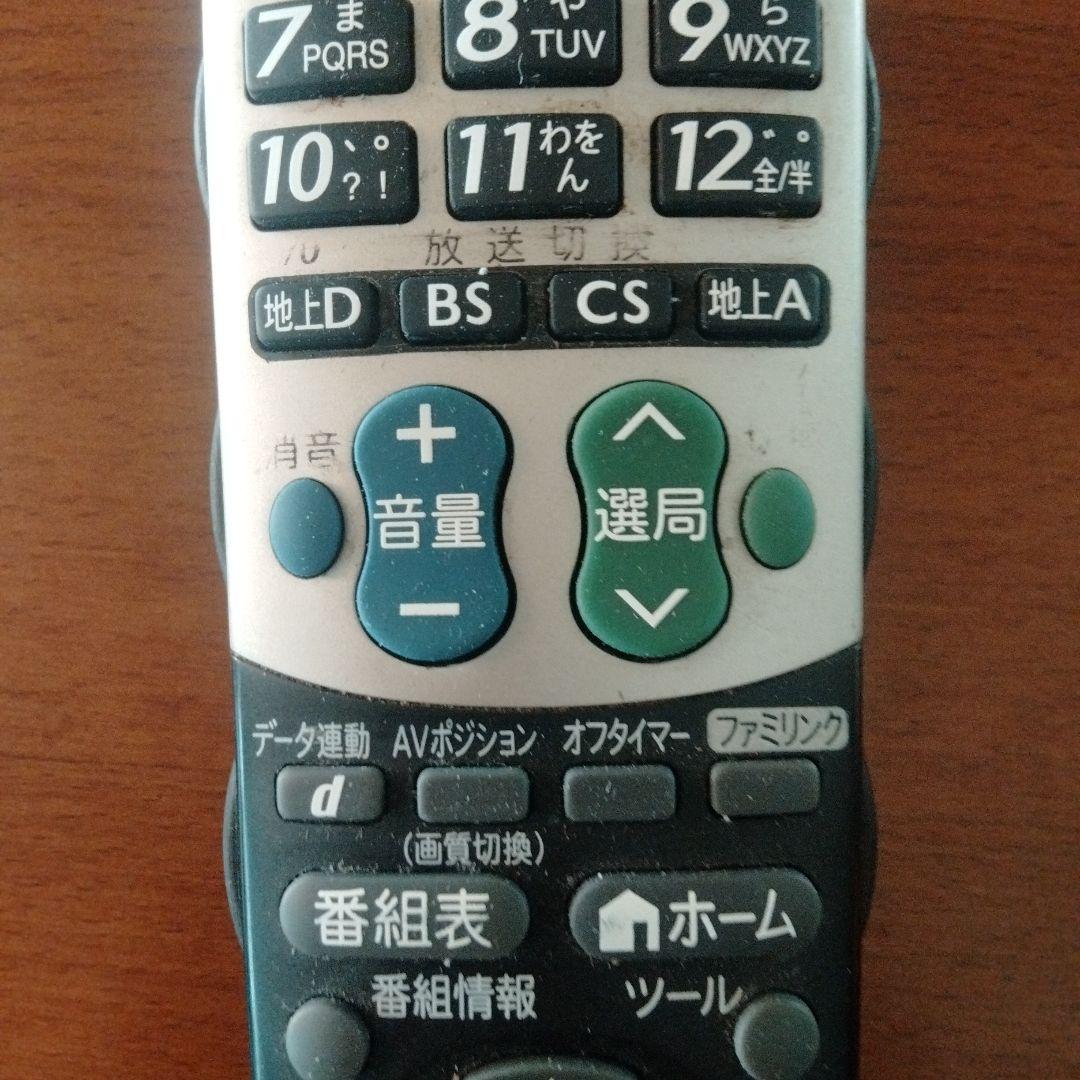 7 ま PQRS 8 や TUV 9 ら WXYZ
10 、 ゜ ?! 11 わをん 12 ゛゜ 全/半
放送切換
地上D BS CS 地上A
消音
+ 音量 − 選局
データ連動 AVポジション オフタイマー ファミリンク
d
(画質切換)
番組表 ホーム
番組情報 ツール